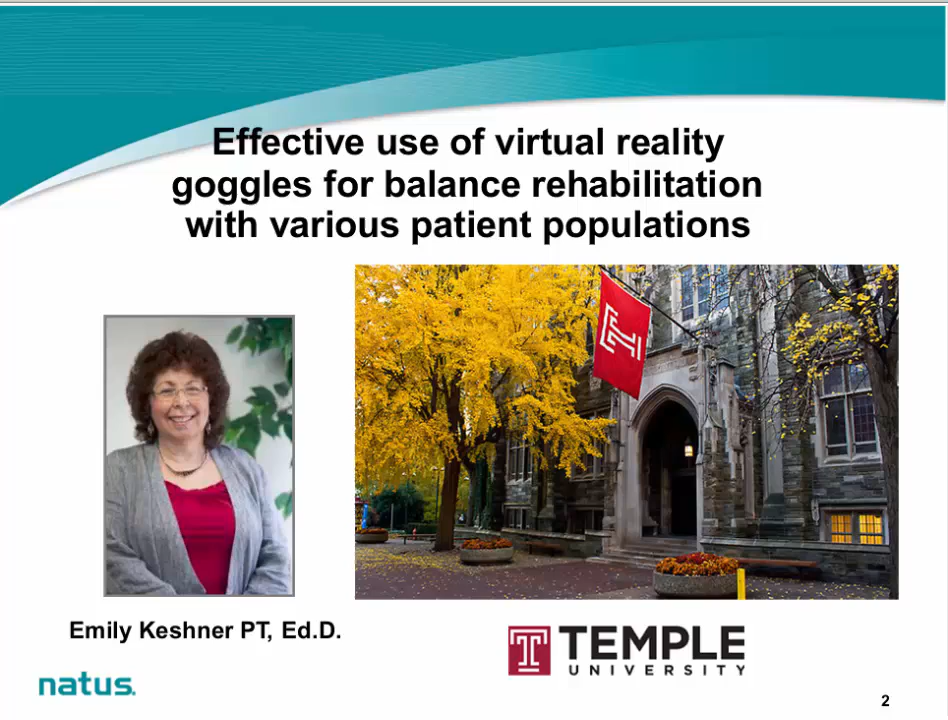 Effective use of virtual reality
goggles for balance rehabilitation
with various patient populations
Emily Keshner PT, Ed.D.
TEMPLE
UNIVERSITY
natus.
2